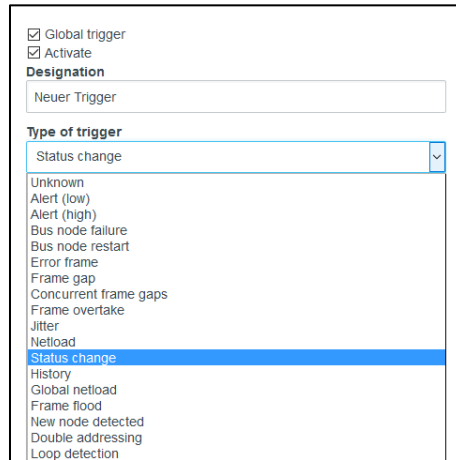 Global trigger
Activate
Designation
Neuer Trigger
Type of trigger
Status change
Unknown
Alert (low)
Alert (high)
Bus node failure
Bus node restart
Error frame
Frame gap
Concurrent frame gaps
Frame overtake
Jitter
Netload
Status change
History
Global netload
Frame flood
New node detected
Double addressing
Loop detection